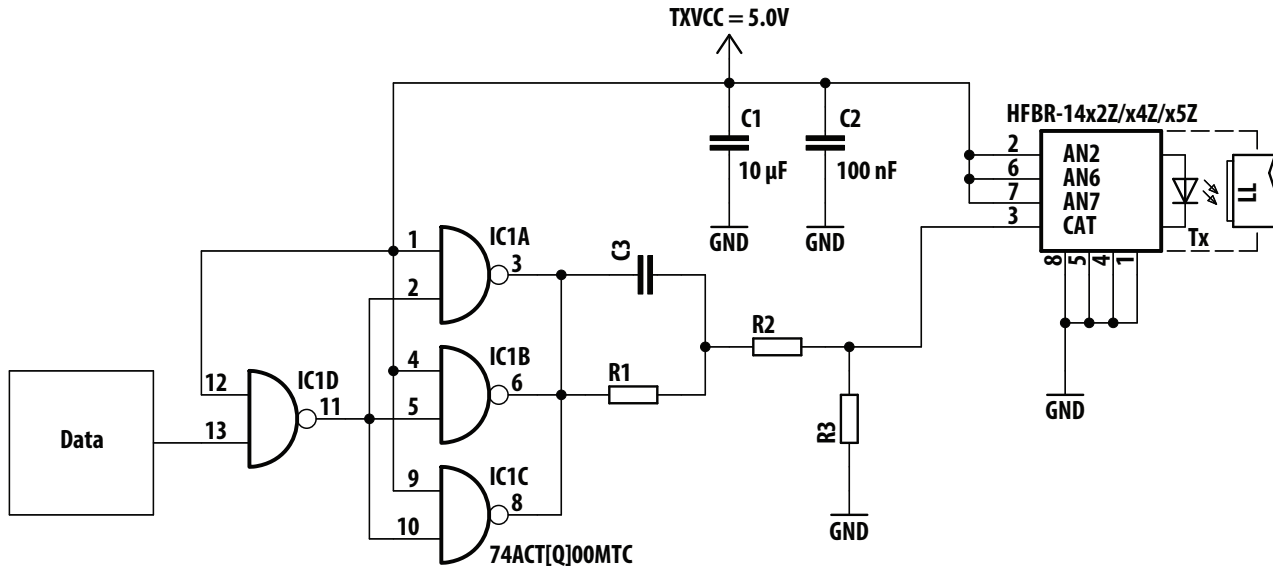 TXVCC = 5.0V
C1
10 µF
C2
100 nF
GND
GND
HFBR-14x2Z/x4Z/x5Z
2
AN2
6
AN6
7
AN7
3
CAT
Tx
LL
8
5
4
1
GND
1
IC1A
3
2
C3
R2
4
IC1B
6
5
R1
R3
GND
Data
12
IC1D
11
13
9
IC1C
8
10
74ACT[Q]00MTC